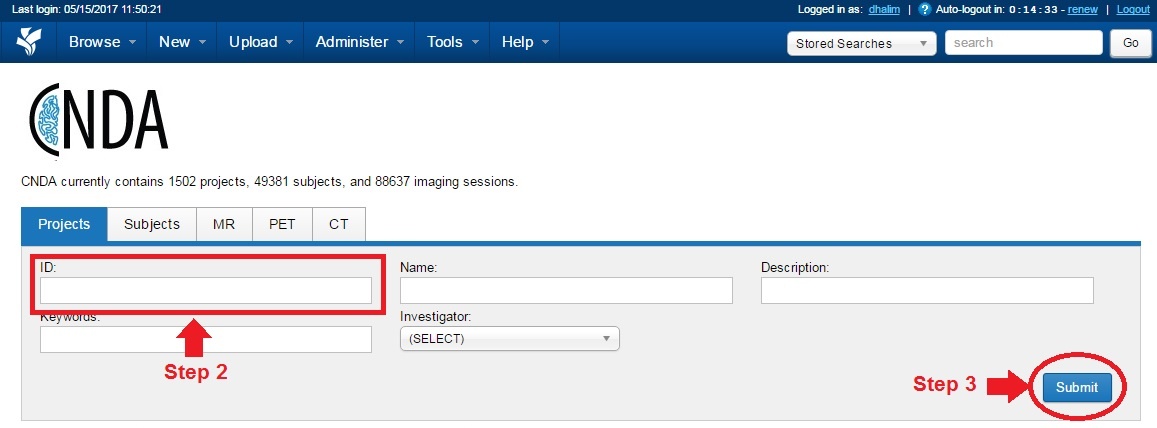 Last login: 05/15/2017 11:50:21 Logged in as: dhalim | ? Auto-logout in: 0:14:33 - renew | Logout
Browse New Upload Administer Tools Help Stored Searches search Go
CNDA
CNDA currently contains 1502 projects, 49381 subjects, and 88637 imaging sessions.
Projects Subjects MR PET CT
ID: Name: Description:
Keywords: Investigator:
(SELECT)
Step 2
Step 3 Submit